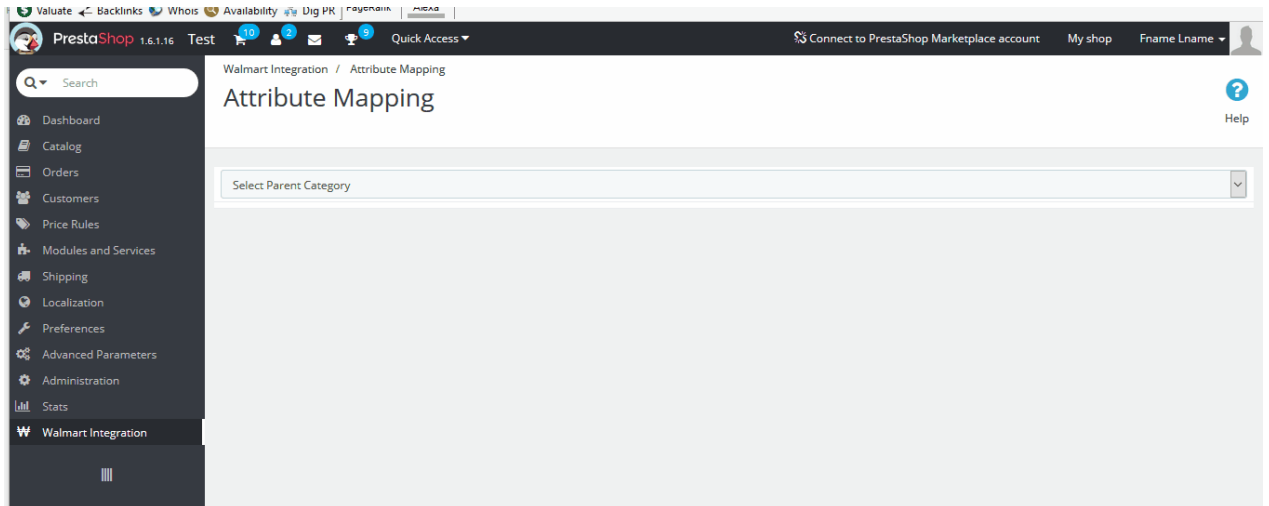 Valuate Backlinks Whois Availability Dig PR PageRank Alexa
PrestaShop 1.6.1.16 Test 10 2 9 Quick Access Connect to PrestaShop Marketplace account My shop Fname Lname
Search
Walmart Integration / Attribute Mapping
Attribute Mapping
Help
Dashboard
Catalog
Orders
Customers
Price Rules
Modules and Services
Shipping
Localization
Preferences
Advanced Parameters
Administration
Stats
Walmart Integration
Select Parent Category